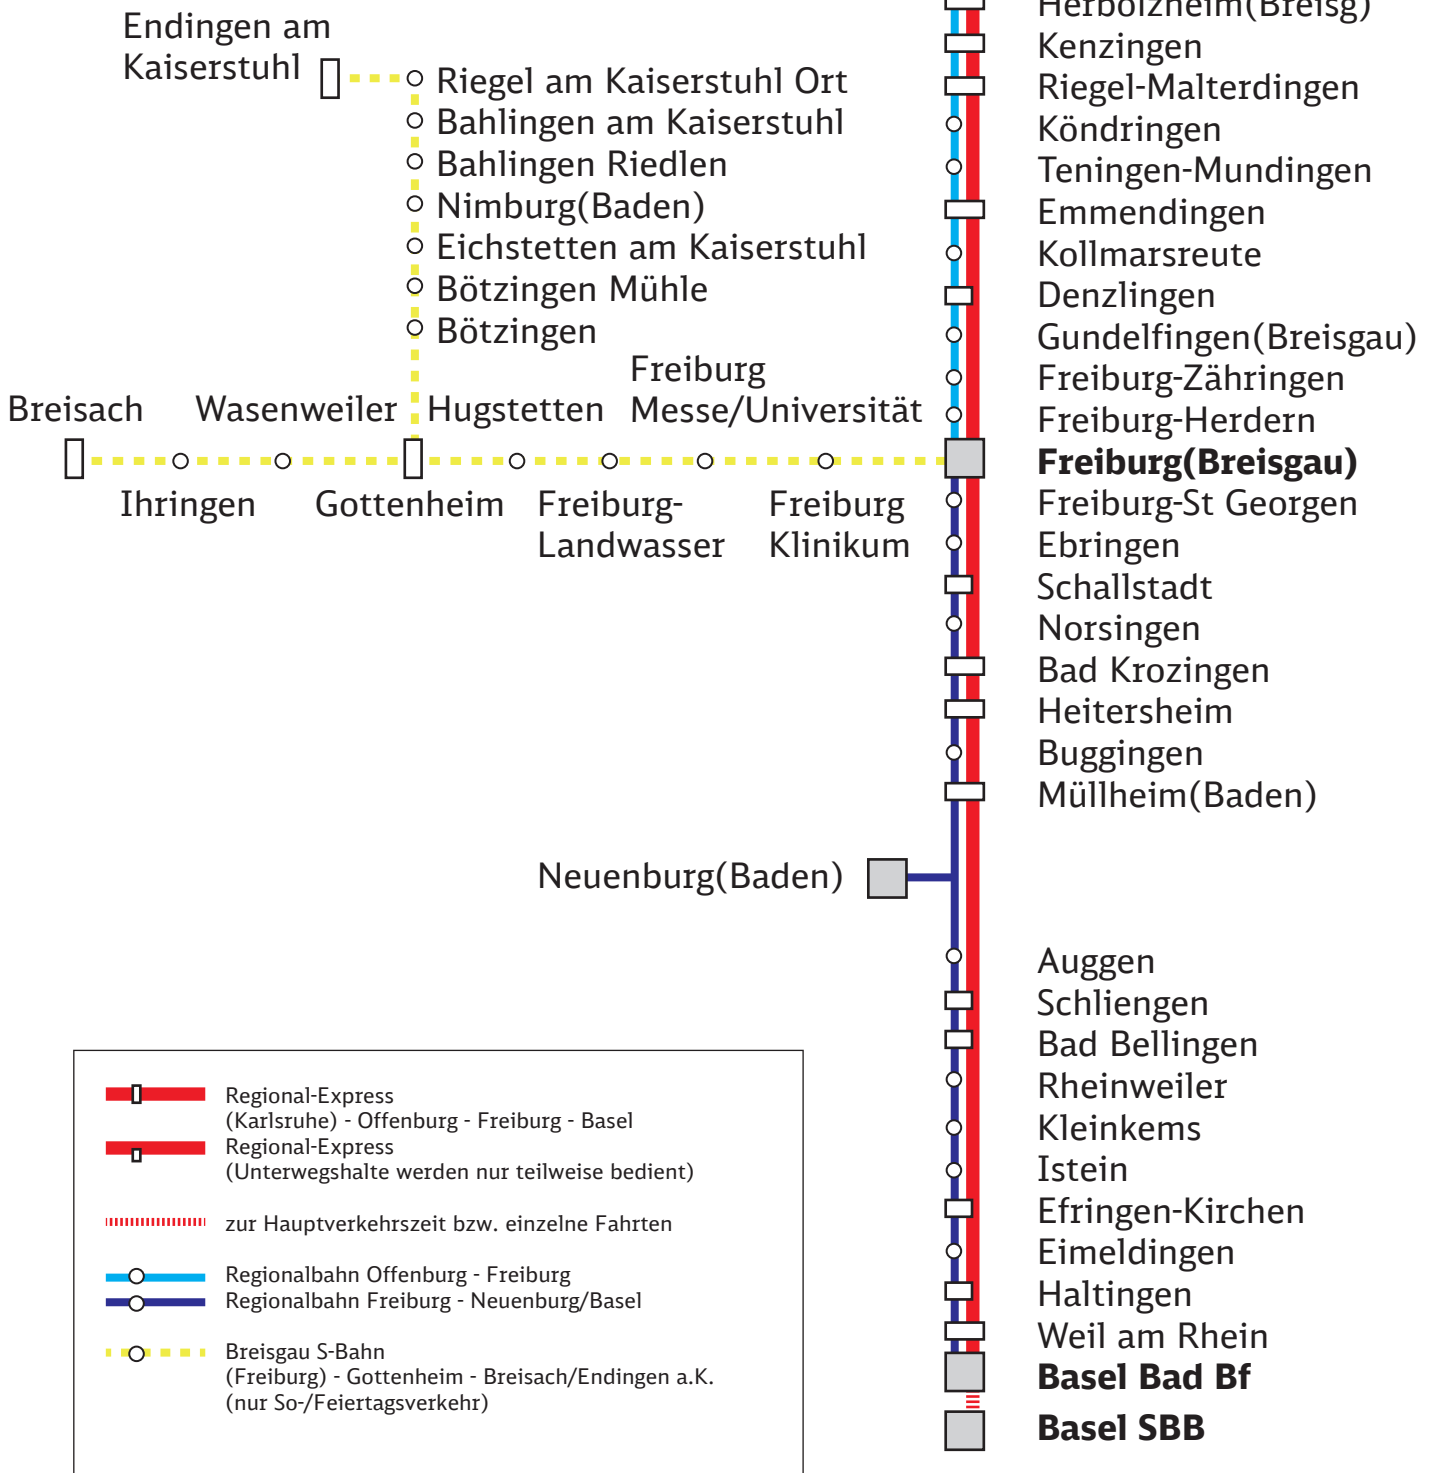 Endingen am
Kaiserstuhl
Riegel am Kaiserstuhl Ort
Bahlingen am Kaiserstuhl
Bahlingen Riedlen
Nimburg(Baden)
Eichstetten am Kaiserstuhl
Bötzingen Mühle
Bötzingen
Freiburg
Messe/Universität
Breisach
Wasenweiler
Hugstetten
Ihringen
Gottenheim
Freiburg-
Landwasser
Freiburg
Klinikum
Herbolzheim(Breisg)
Kenzingen
Riegel-Malterdingen
Köndringen
Teningen-Mundingen
Emmendingen
Kollmarsreute
Denzlingen
Gundelfingen(Breisgau)
Freiburg-Zähringen
Freiburg-Herdern
Freiburg(Breisgau)
Freiburg-St Georgen
Ebringen
Schallstadt
Norsingen
Bad Krozingen
Heitersheim
Buggingen
Müllheim(Baden)
Neuenburg(Baden)
Auggen
Schliengen
Bad Bellingen
Rheinweiler
Kleinkems
Istein
Efringen-Kirchen
Eimeldingen
Haltingen
Weil am Rhein
Basel Bad Bf
Basel SBB
Regional-Express
(Karlsruhe) - Offenburg - Freiburg - Basel
Regional-Express
(Unterwegshalte werden nur teilweise bedient)
zur Hauptverkehrszeit bzw. einzelne Fahrten
Regionalbahn Offenburg - Freiburg
Regionalbahn Freiburg - Neuenburg/Basel
Breisgau S-Bahn
(Freiburg) - Gottenheim - Breisach/Endingen a.K.
(nur So-/Feiertagsverkehr)